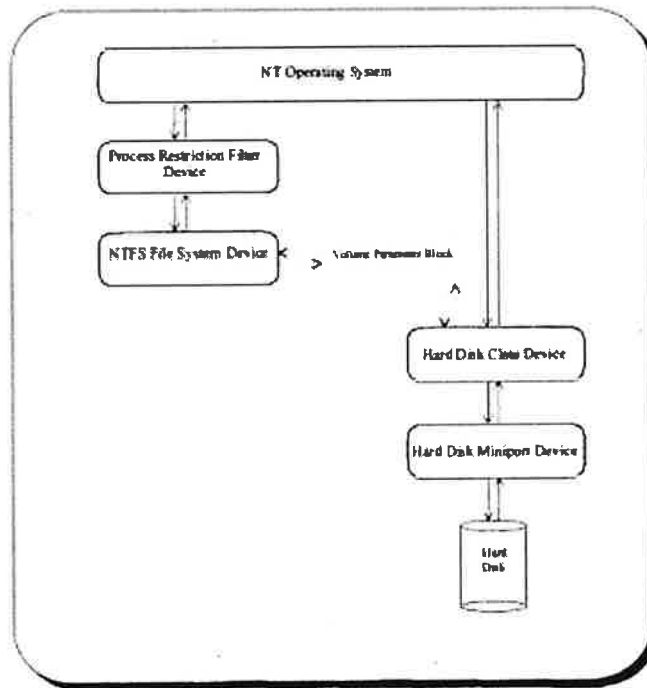 NT Operating System
Process Restriction Filter
Device
NTFS File System Device
Volume Parameter Block
Hard Disk Class Device
Hard Disk Miniport Device
Hard
Disk